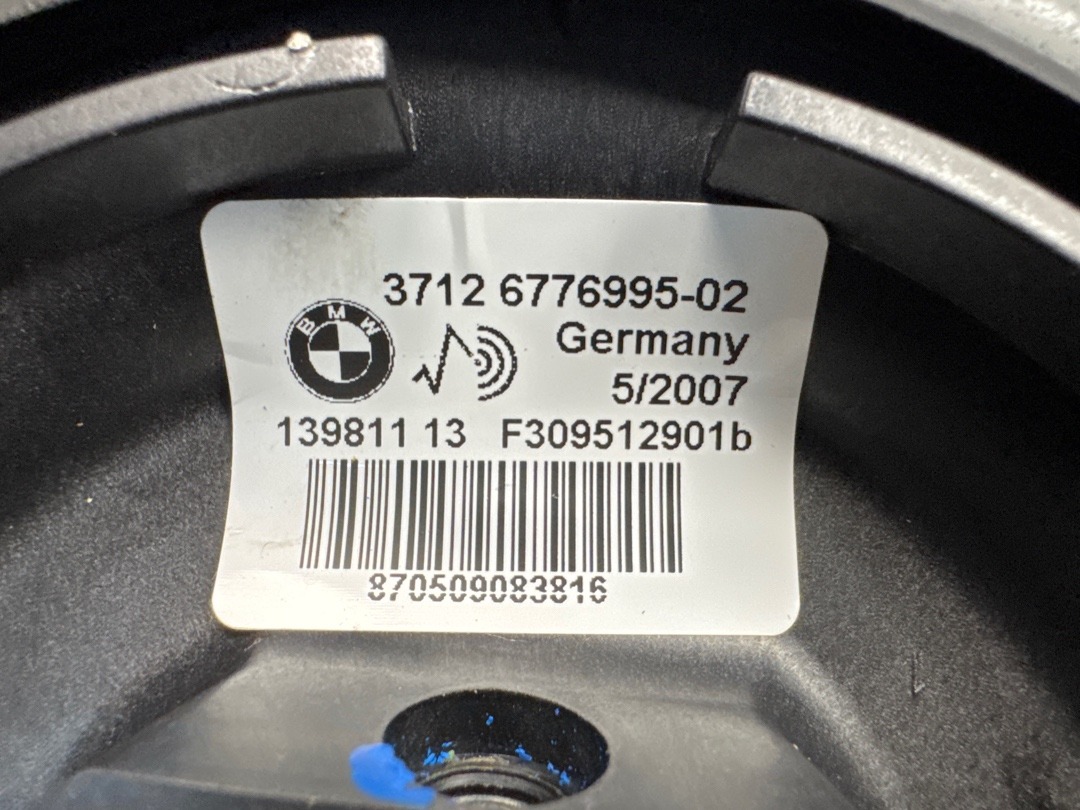 3712 6776995-02
BMW
Germany
5/2007
139811 13 F309512901b
870509083816